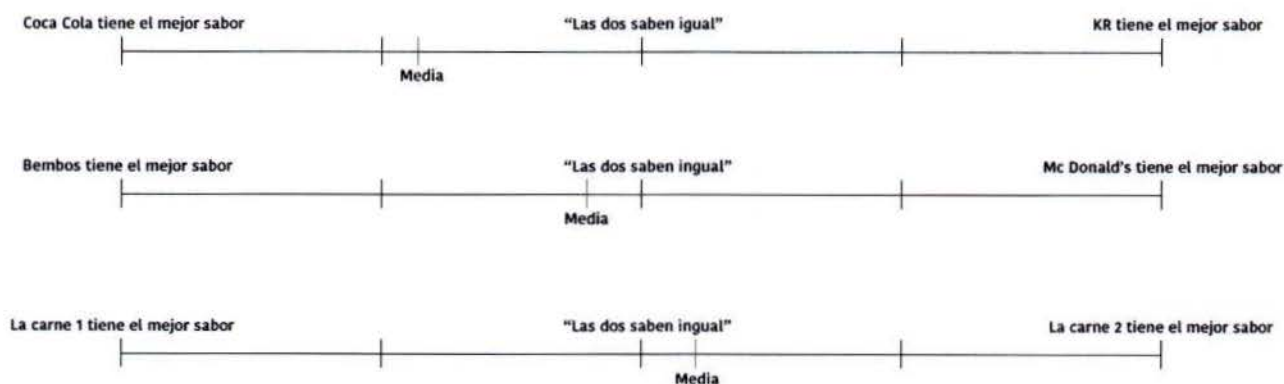 Coca Cola tiene el mejor sabor “Las dos saben igual” KR tiene el mejor sabor
Media
Bembos tiene el mejor sabor “Las dos saben ingual” Mc Donald's tiene el mejor sabor
Media
La carne 1 tiene el mejor sabor “Las dos saben ingual” La carne 2 tiene el mejor sabor
Media